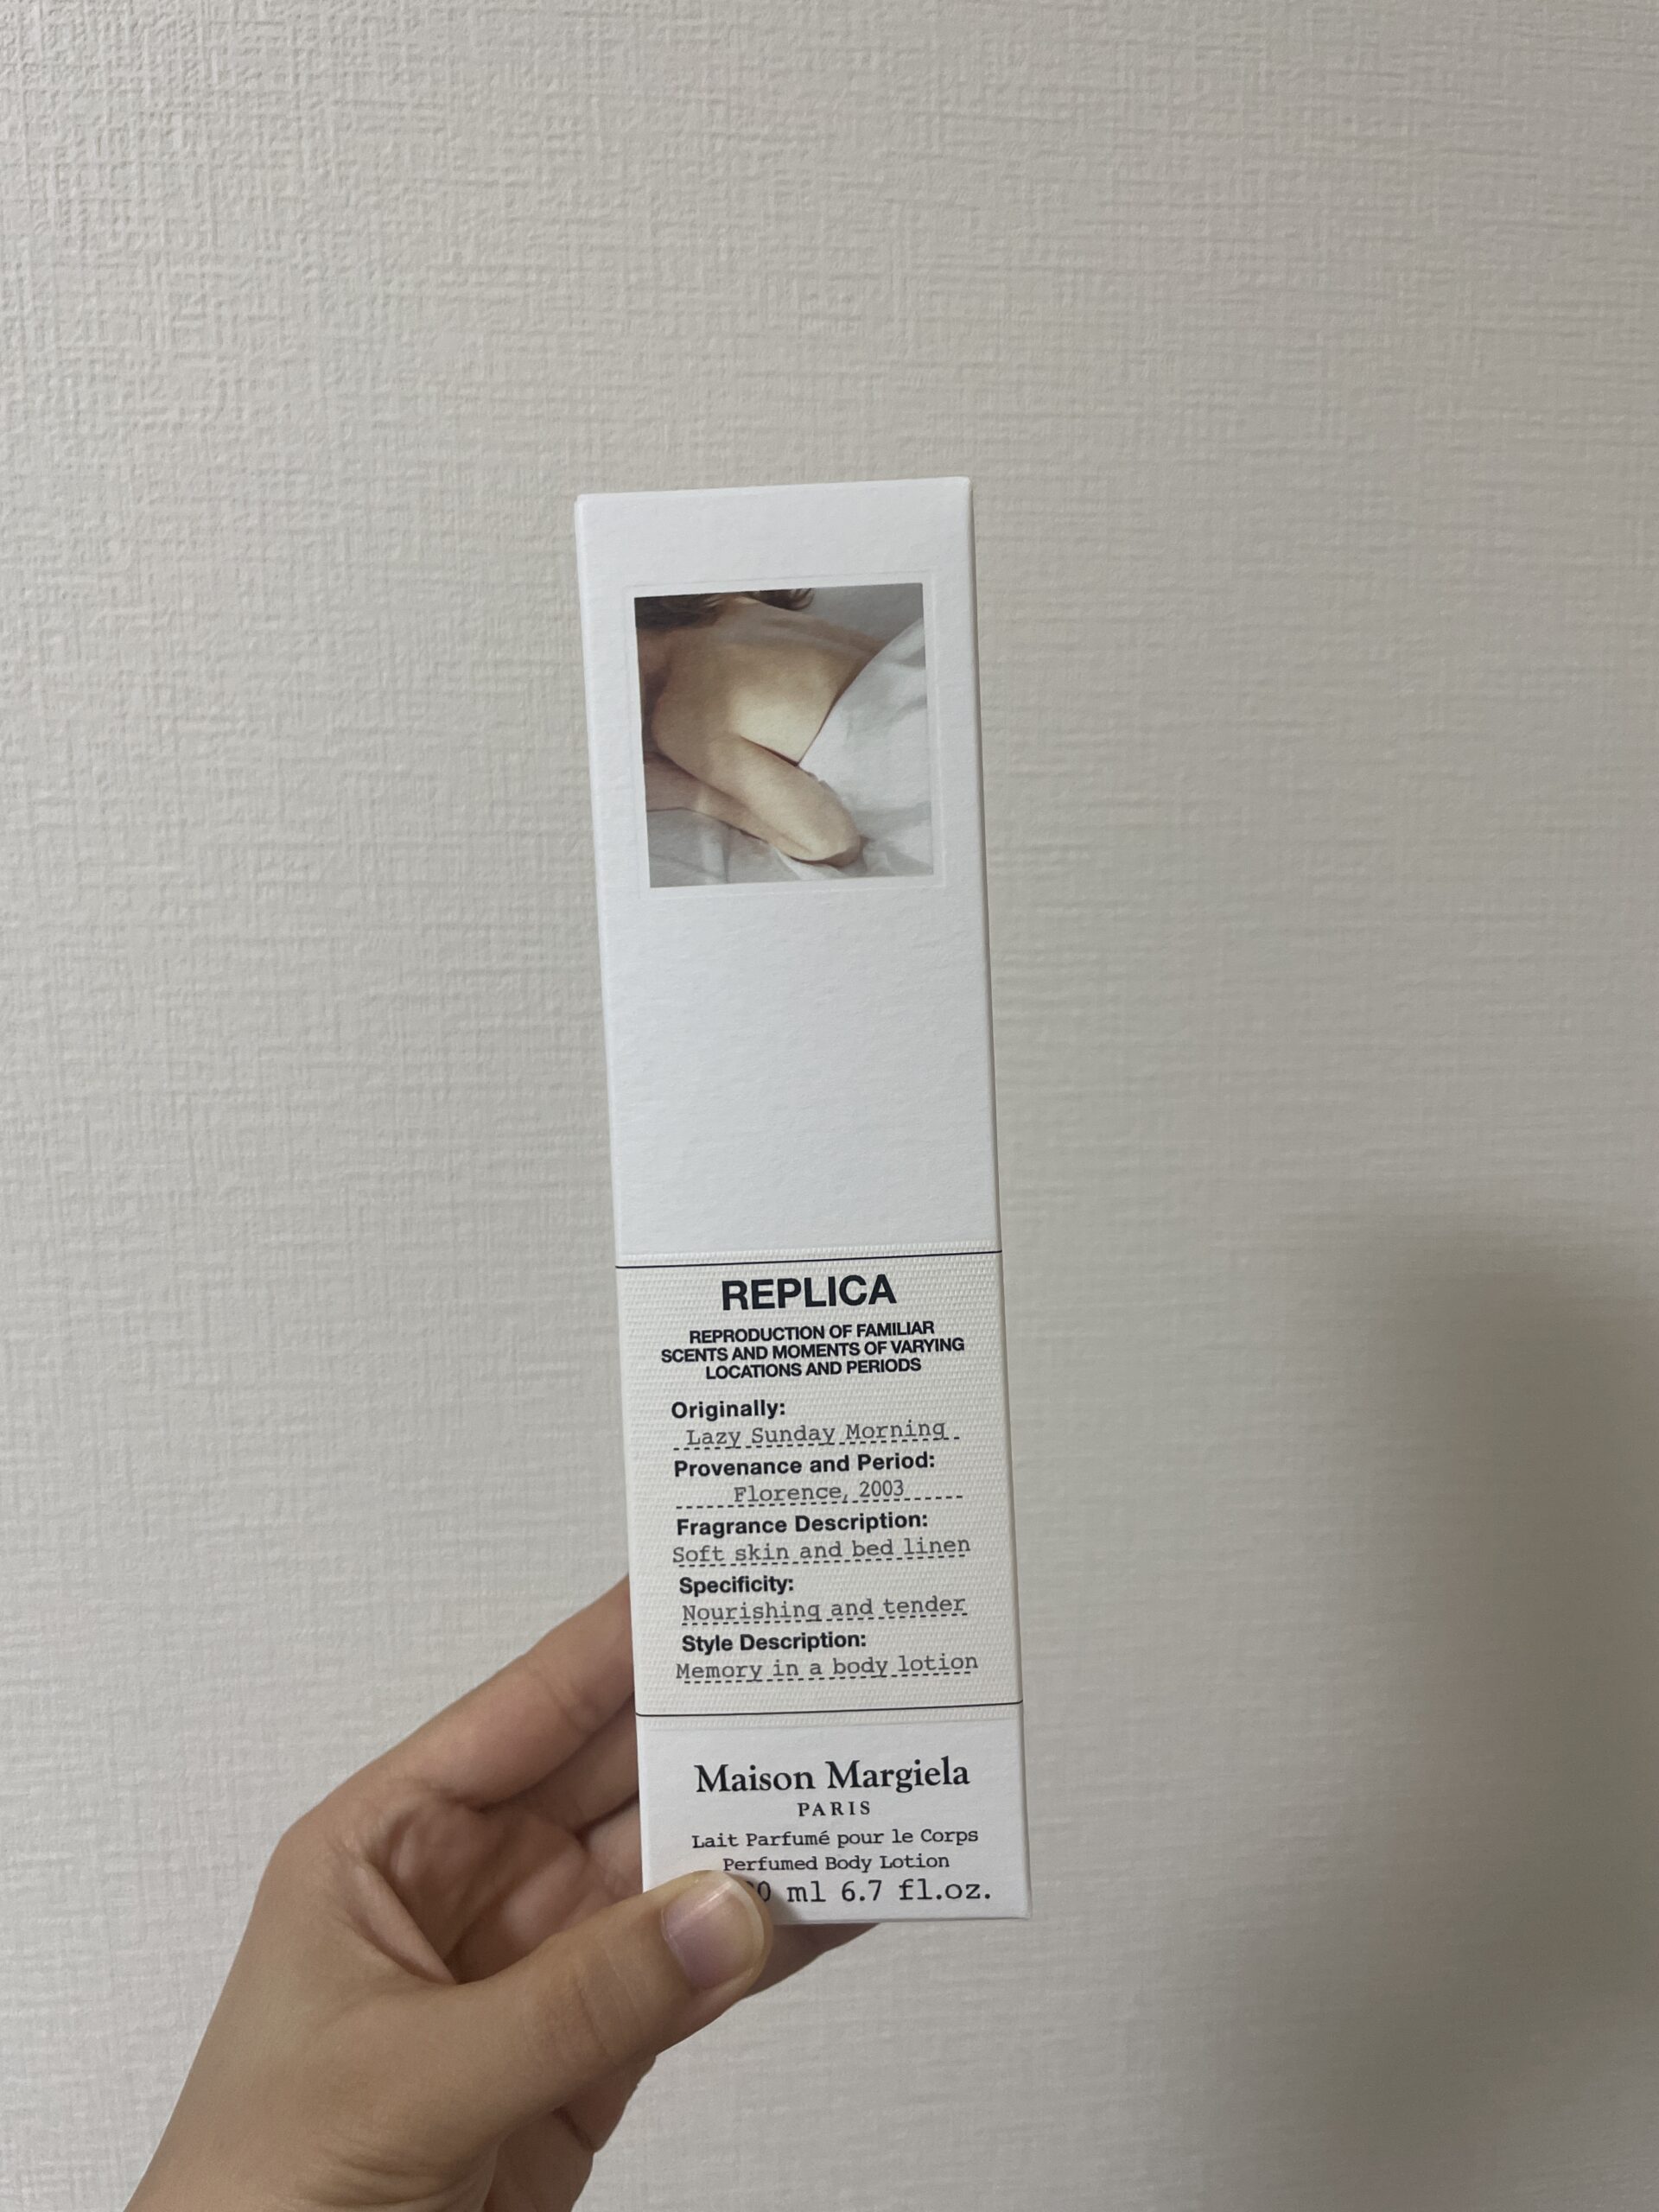 REPLICA
REPRODUCTION OF FAMILIAR
SCENTS AND MOMENTS OF VARYING
LOCATIONS AND PERIODS
Originally:
Lazy Sunday Morning
Provenance and Period:
Florence, 2003
Fragrance Description:
Soft skin and bed linen
Specificity:
Nourishing and tender
Style Description:
Memory in a body lotion
Maison Margiela
PARIS
Lait Parfumé pour le Corps
Perfumed Body Lotion
ml 6.7 fl.oz.